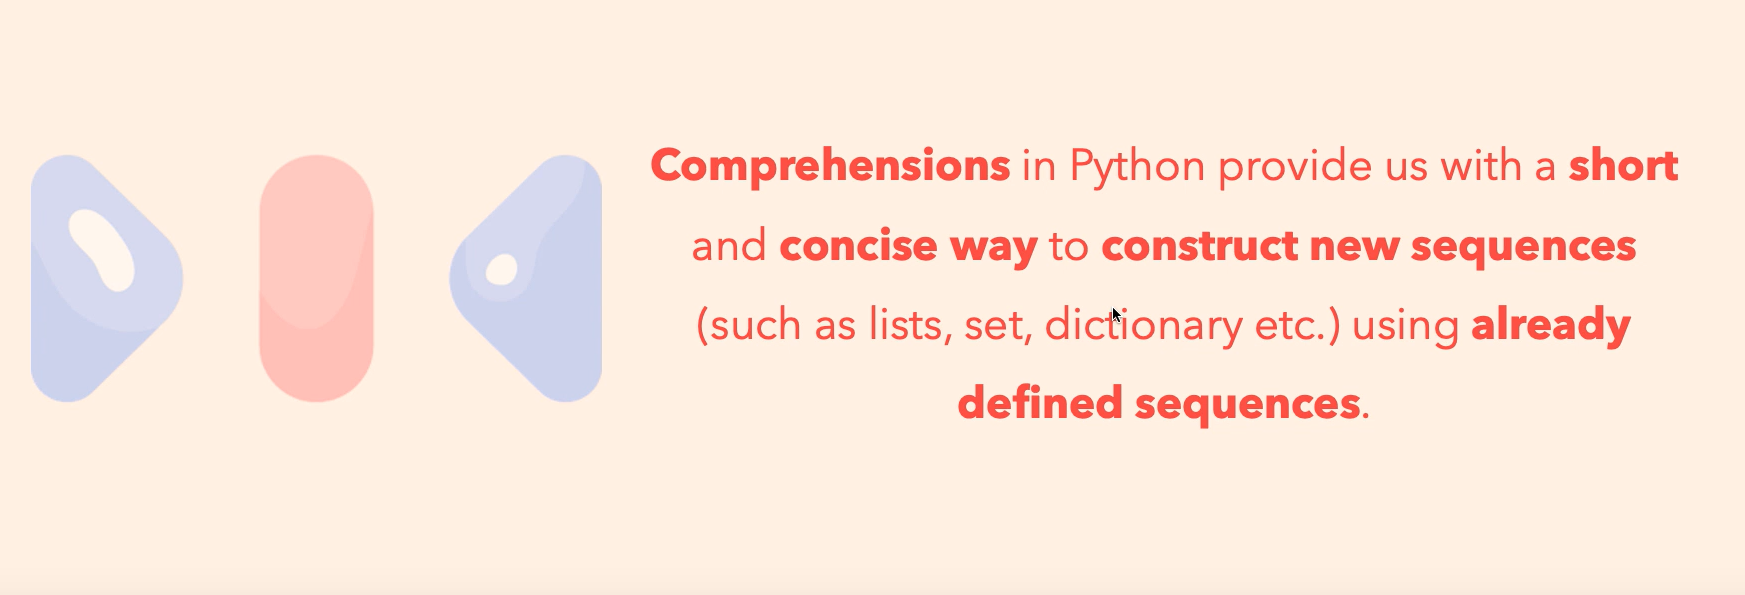 Comprehensions in Python provide us with a short
and concise way to construct new sequences
(such as lists, set, dictionary etc.) using already
defined sequences.